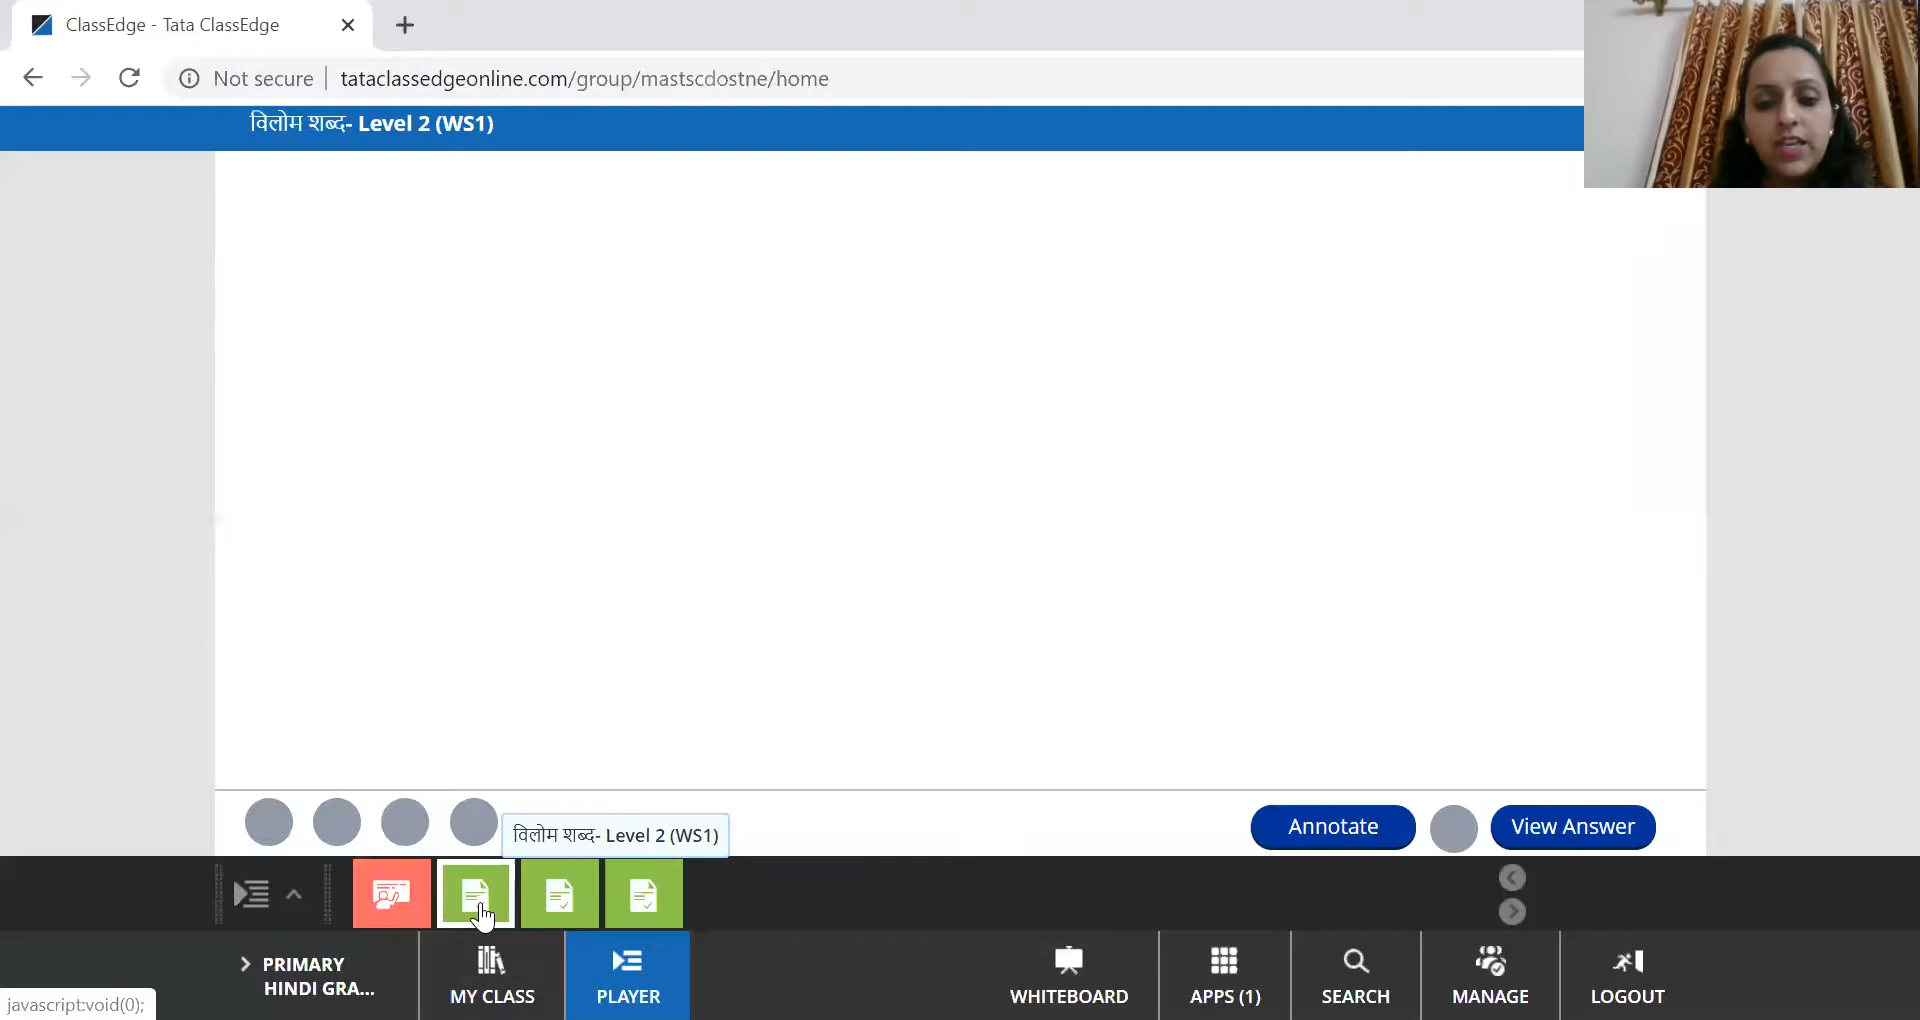 ClassEdge - Tata ClassEdge
Not secure
tataclassedgeonline.com/group/mastscdostne/home
विलोम शब्द- Level 2 (WS1)
विलोम शब्द- Level 2 (WS1)
Annotate
View Answer
PRIMARY
HINDI GRA...
MY CLASS
PLAYER
WHITEBOARD
APPS (1)
SEARCH
MANAGE
LOGOUT
javascript:void(0);